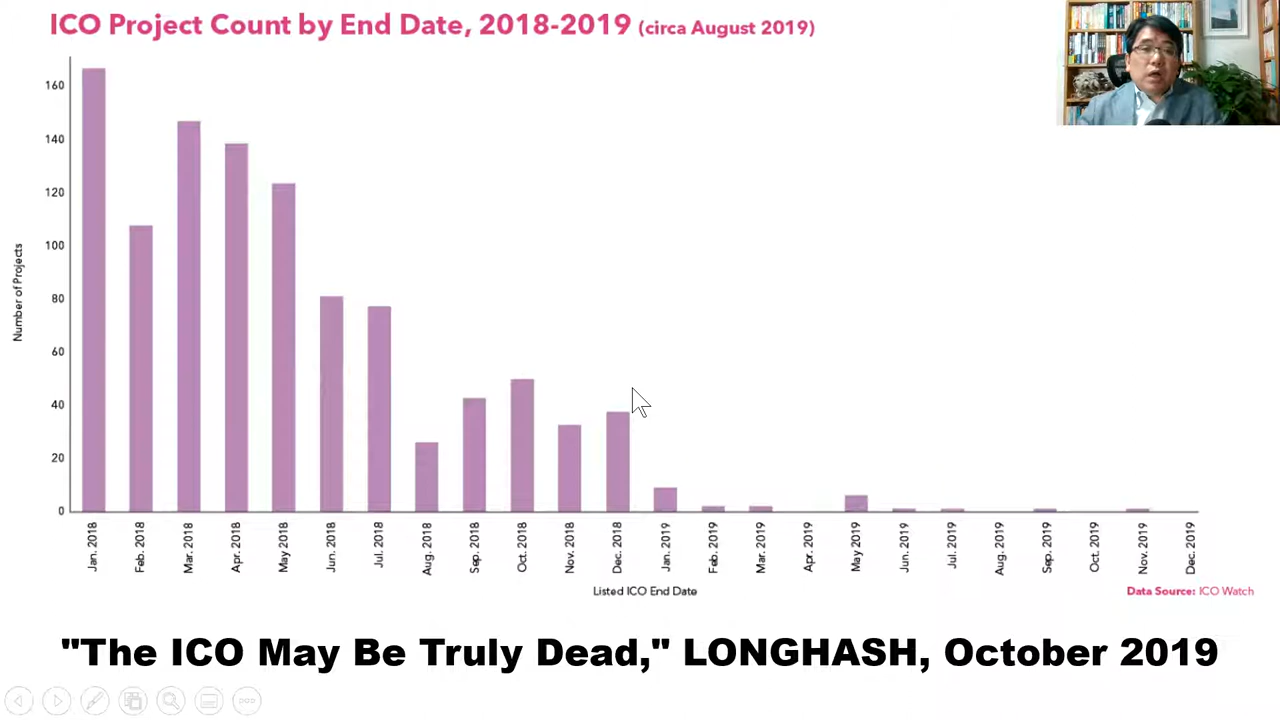 ICO Project Count by End Date, 2018-2019 (circa August 2019)
160
140
120
100
80
60
40
20
0
Number of Projects
Jan. 2018
Feb. 2018
Mar. 2018
Apr. 2018
May 2018
Jun. 2018
Jul. 2018
Aug. 2018
Sep. 2018
Oct. 2018
Nov. 2018
Dec. 2018
Jan. 2019
Feb. 2019
Mar. 2019
Apr. 2019
May 2019
Jun. 2019
Jul. 2019
Aug. 2019
Sep. 2019
Oct. 2019
Nov. 2019
Dec. 2019
Listed ICO End Date
Data Source: ICO Watch
"The ICO May Be Truly Dead," LONGHASH, October 2019